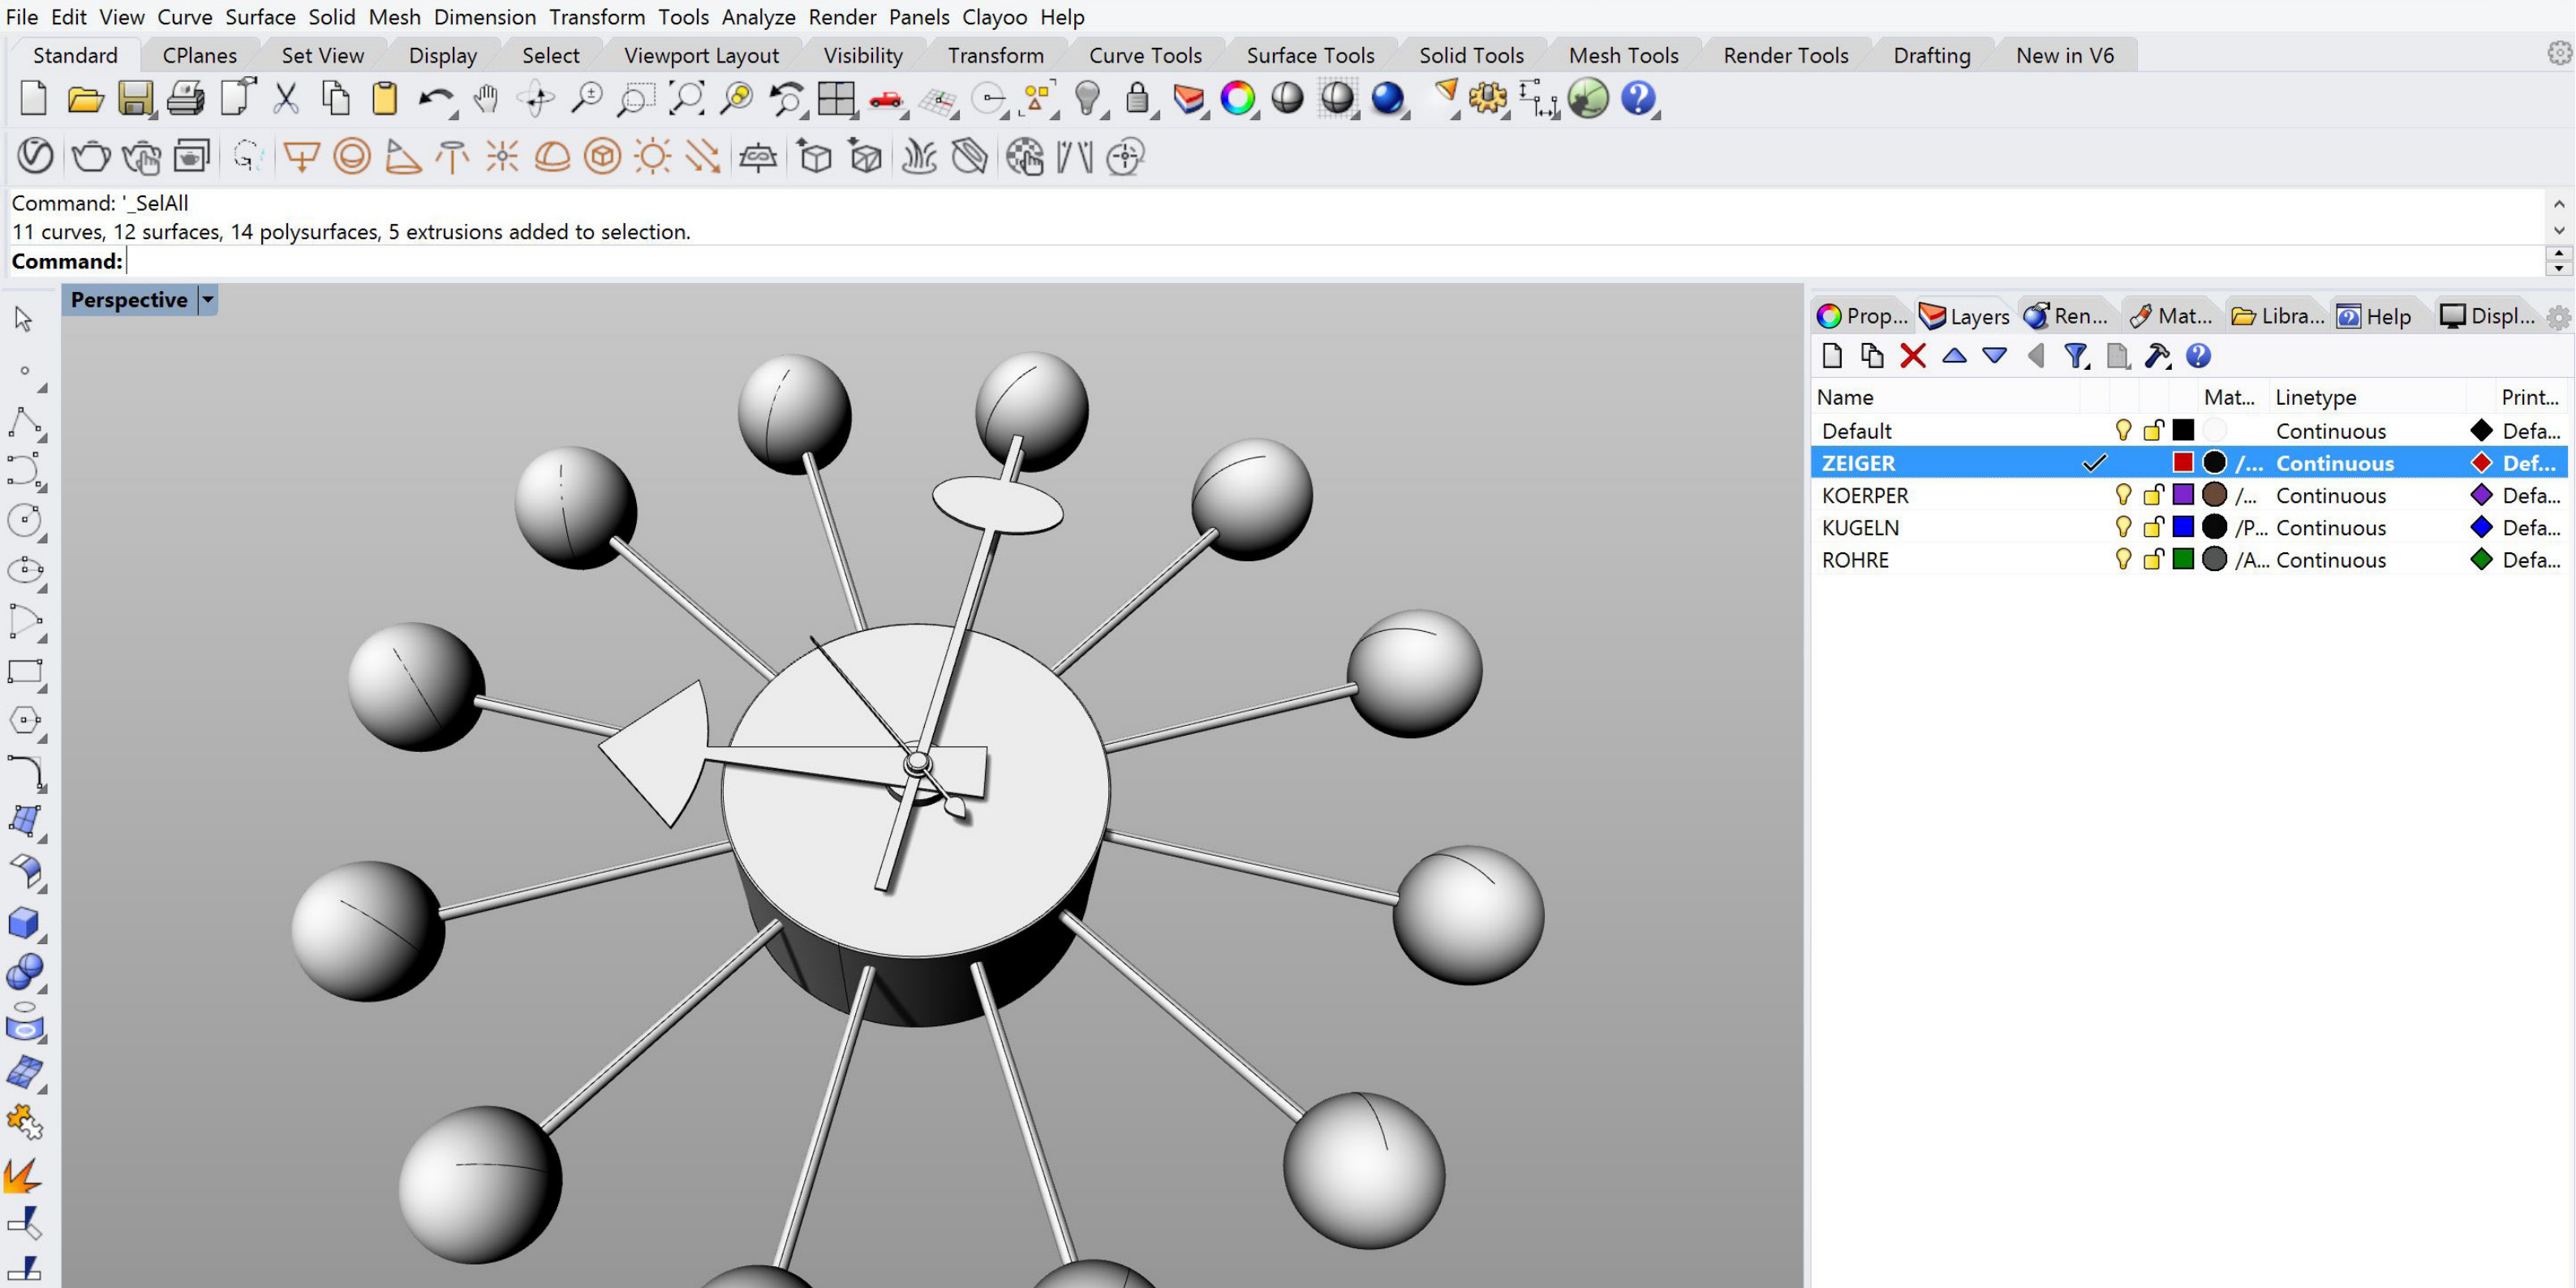 File Edit View Curve Surface Solid Mesh Dimension Transform Tools Analyze Render Panels Clayoo Help
Standard CPlanes Set View Display Select Viewport Layout Visibility Transform Curve Tools Surface Tools Solid Tools Mesh Tools Render Tools Drafting New in V6
Command: '_SelAll
11 curves, 12 surfaces, 14 polysurfaces, 5 extrusions added to selection.
Command:
Perspective
Prop... Layers Ren... Mat... Libra... Help Displ...
Name Mat... Linetype Print...
Default Continuous Defa...
ZEIGER /... Continuous Def...
KOERPER /... Continuous Defa...
KUGELN /P... Continuous Defa...
ROHRE /A... Continuous Defa...